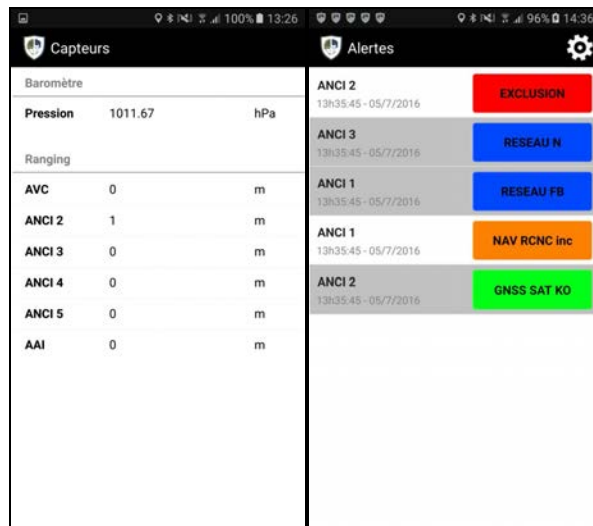 100% 13:26
Capteurs
Baromètre
Pression 1011.67 hPa
Ranging
AVC 0 m
ANCI 2 1 m
ANCI 3 0 m
ANCI 4 0 m
ANCI 5 0 m
AAI 0 m
96% 14:36
Alertes
ANCI 2
13h35:45 - 05/7/2016
EXCLUSION
ANCI 3
13h35:45 - 05/7/2016
RESEAU N
ANCI 1
13h35:45 - 05/7/2016
RESEAU FB
ANCI 1
13h35:45 - 05/7/2016
NAV RCNC inc
ANCI 2
13h35:45 - 05/7/2016
GNSS SAT KO